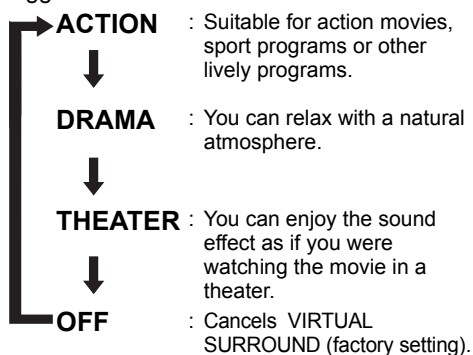 ACTION : Suitable for action movies,
sport programs or other
lively programs.
DRAMA : You can relax with a natural
atmosphere.
THEATER : You can enjoy the sound
effect as if you were
watching the movie in a
theater.
OFF : Cancels VIRTUAL
SURROUND (factory setting).